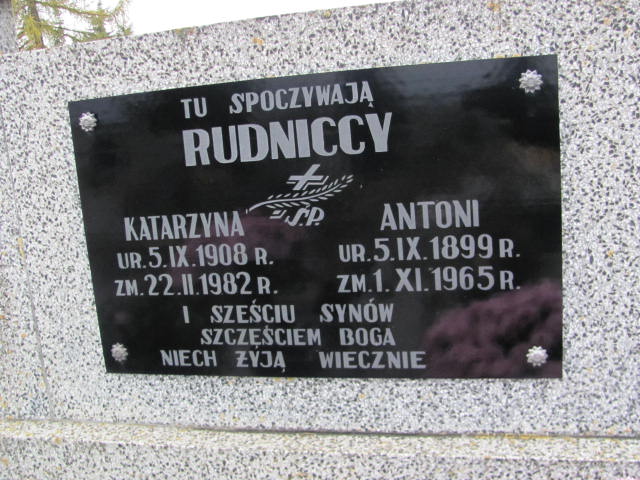 TU SPOCZYWAJĄ
RUDNICCY
Ś.P.
KATARZYNA
UR. 5. IX. 1908 R.
ZM. 22. II. 1982 R.
ANTONI
UR. 5. IX. 1899 R.
ZM. 1. XI. 1965 R.
I SZEŚCIU SYNÓW
SZCZĘŚCIEM BOGA
NIECH ŻYJĄ WIECZNIE